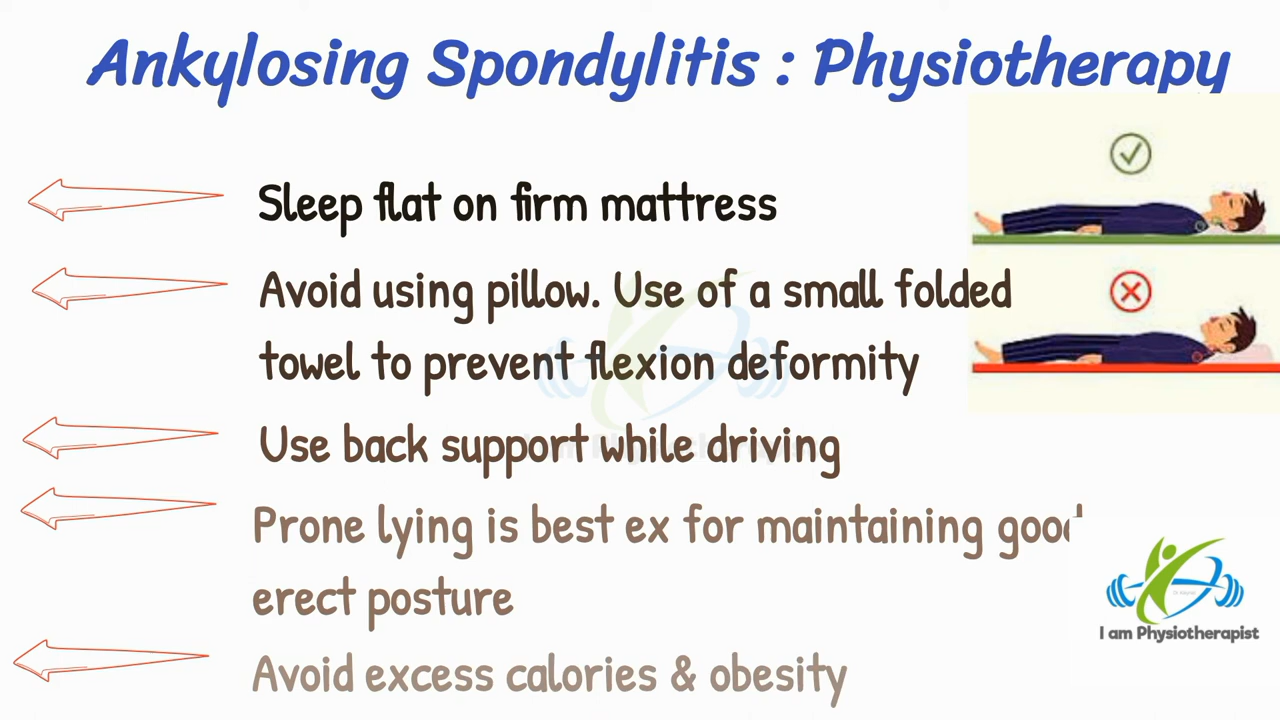 Ankylosing Spondylitis : Physiotherapy
Sleep flat on firm mattress
Avoid using pillow. Use of a small folded
towel to prevent flexion deformity
Use back support while driving
Prone lying is best ex for maintaining good
erect posture
Avoid excess calories & obesity
I am Physiotherapist